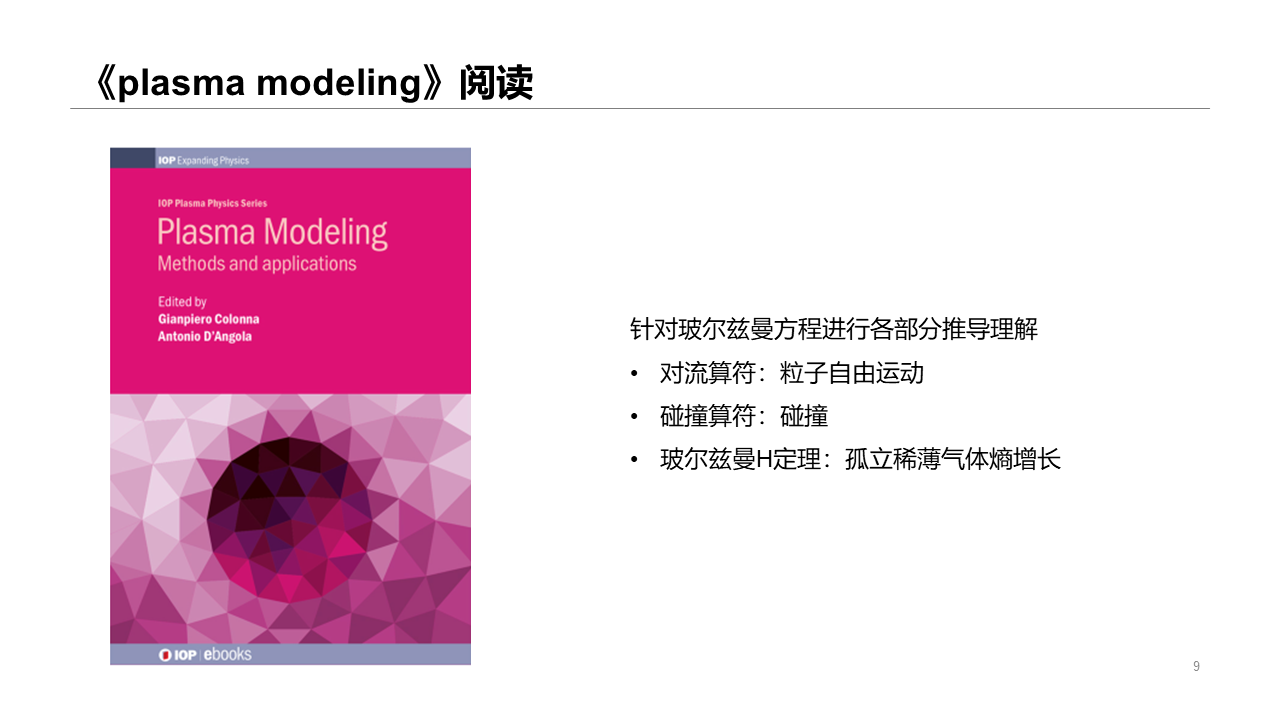 《plasma modeling》阅读
IOP Expanding Physics
IOP Plasma Physics Series
Plasma Modeling
Methods and applications
Edited by
Gianpiero Colonna
Antonio D'Angola
IOP | ebooks
针对玻尔兹曼方程进行各部分推导理解
• 对流算符：粒子自由运动
• 碰撞算符：碰撞
• 玻尔兹曼H定理：孤立稀薄气体熵增长
9